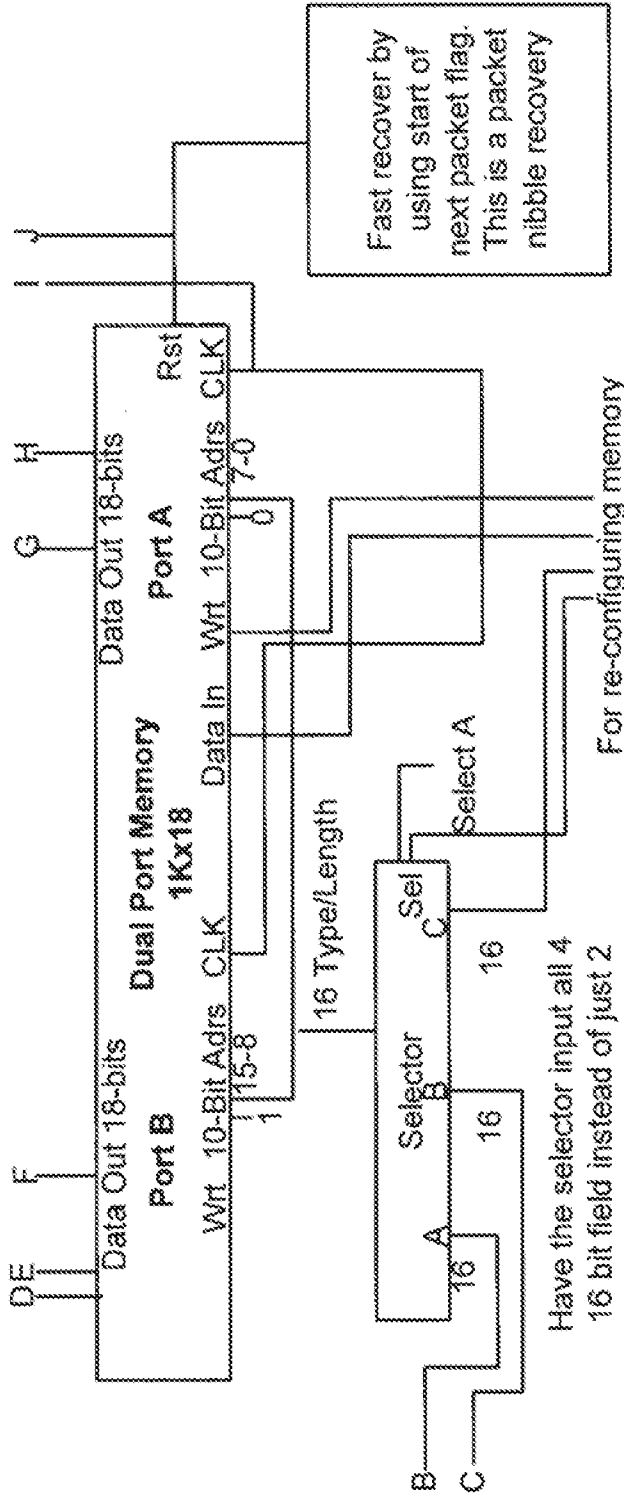 D
E
F
G
H
I
J
Data Out 18-bits
Data Out 18-bits
Port B
Dual Port Memory
1Kx18
Port A
Rst
Wrt
10-Bit Adrs
CLK
Data In
Wrt
10-Bit Adrs
CLK
1
15-8
0
7-0
16 Type/Length
Selector
Sel
A
B
C
Select A
16
16
16
B
C
Have the selector input all 4
16 bit field instead of just 2
For re-configuring memory
Fast recover by
using start of
next packet flag.
This is a packet
nibble recovery